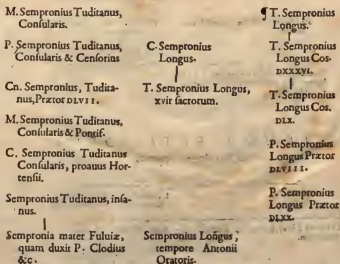 M. Sempronius Tuditanus,
Conſularis.
P. Sempronius Tuditanus,
Conſularis & Cenſorius
Cn. Sempronius, Tudita-
nus, Prætor DLVII.
M. Sempronius Tuditanus,
Conſularis & Pontif.
C. Sempronius Tuditanus
Conſularis, proauus Hor-
tenſii.
Sempronius Tuditanus, inſa-
nus.
Sempronia mater Fuluiæ,
quam duxit P. Clodius
&c.
C. Sempronius
Longus.
T. Sempronius Longus,
xvir ſacrorum.
Sempronius Longus,
tempore Antonii
Oratoris.
¶ T. Sempronius
Longus.
T. Sempronius
Longus Coſ.
DXXXVI.
T. Sempronius
Longus Coſ.
DLX.
P. Sempronius
Longus Prætor
DLVIII.
P. Sempronius
Longus Prætor
DLXX.